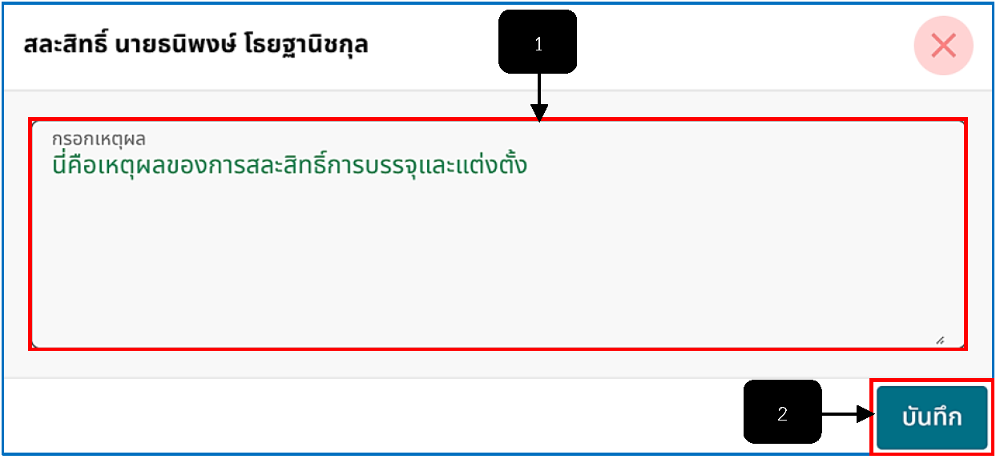 สละสิทธิ์ นายธนิพงษ์ โธยฐานิชกุล
1
กรอกเหตุผล
นี่คือเหตุผลของการสละสิทธิ์การบรรจุและแต่งตั้ง
2
บันทึก